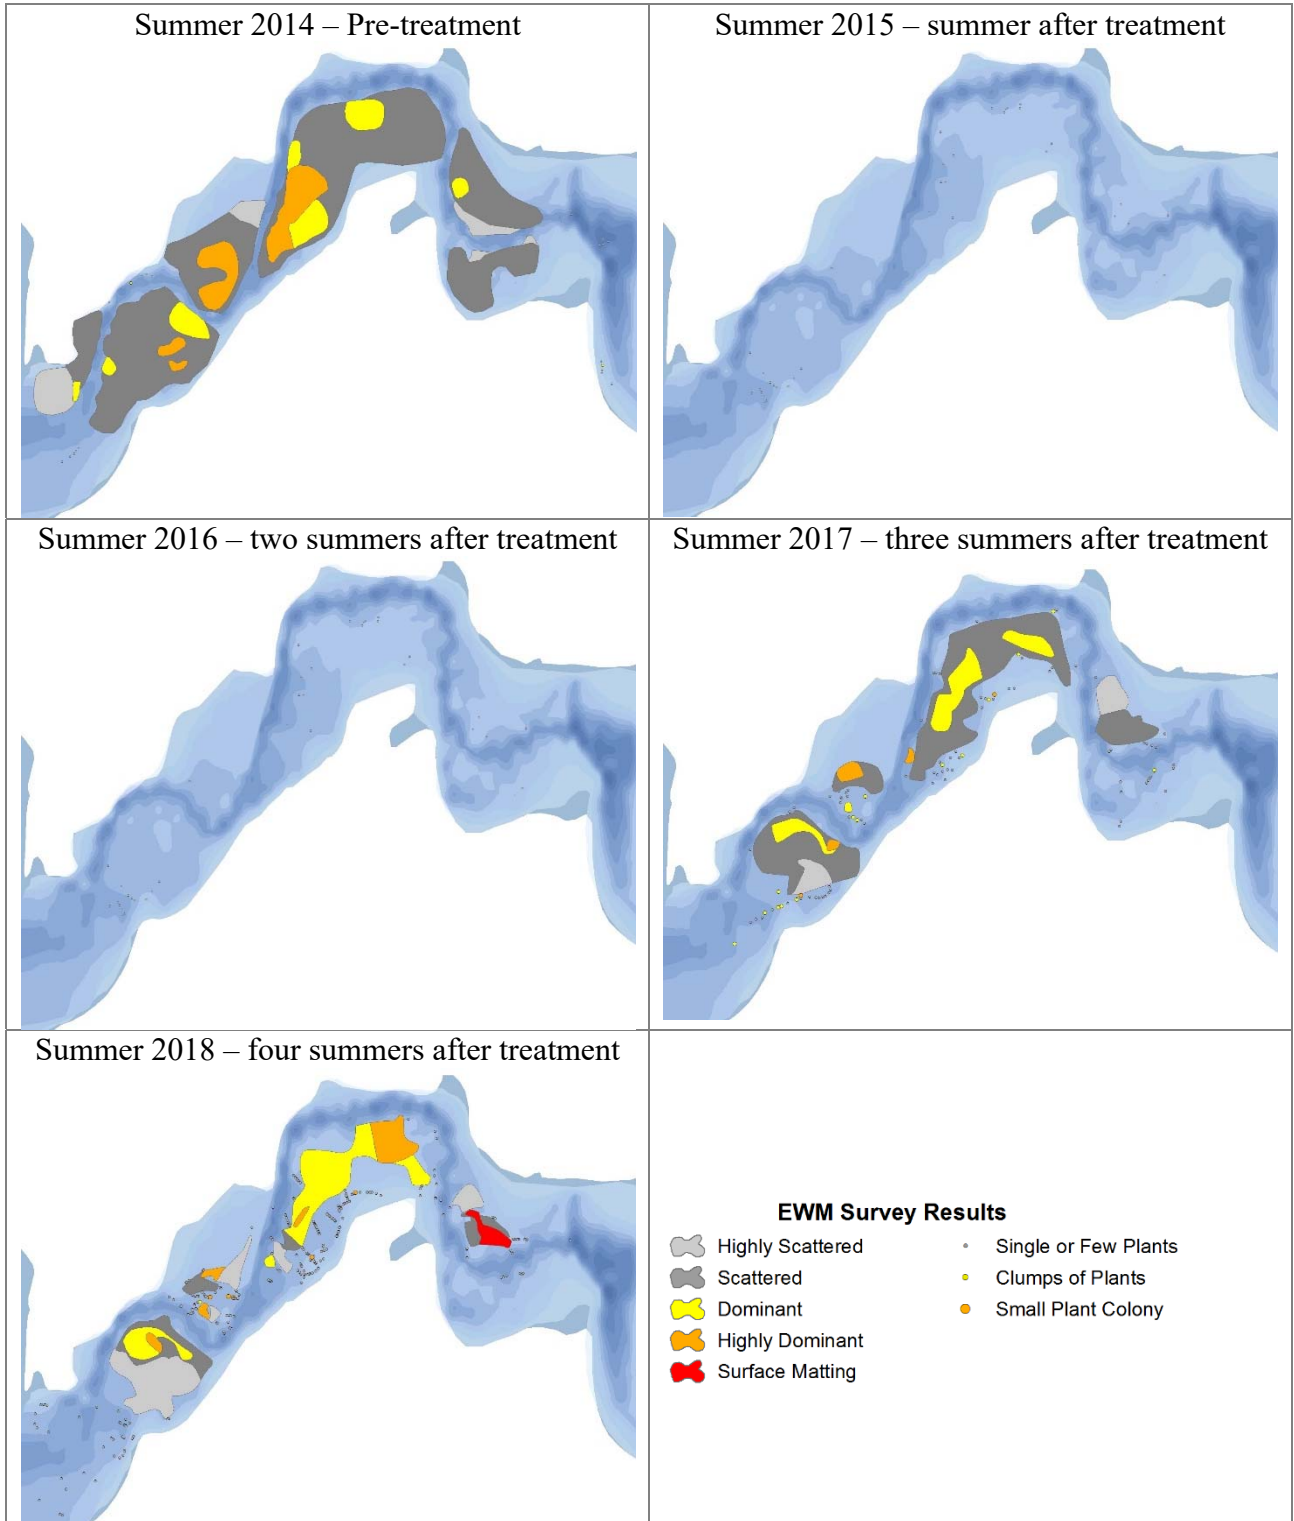 Summer 2014 – Pre-treatment
Summer 2015 – summer after treatment
Summer 2016 – two summers after treatment
Summer 2017 – three summers after treatment
Summer 2018 – four summers after treatment
EWM Survey Results
Highly Scattered
Scattered
Dominant
Highly Dominant
Surface Matting
Single or Few Plants
Clumps of Plants
Small Plant Colony